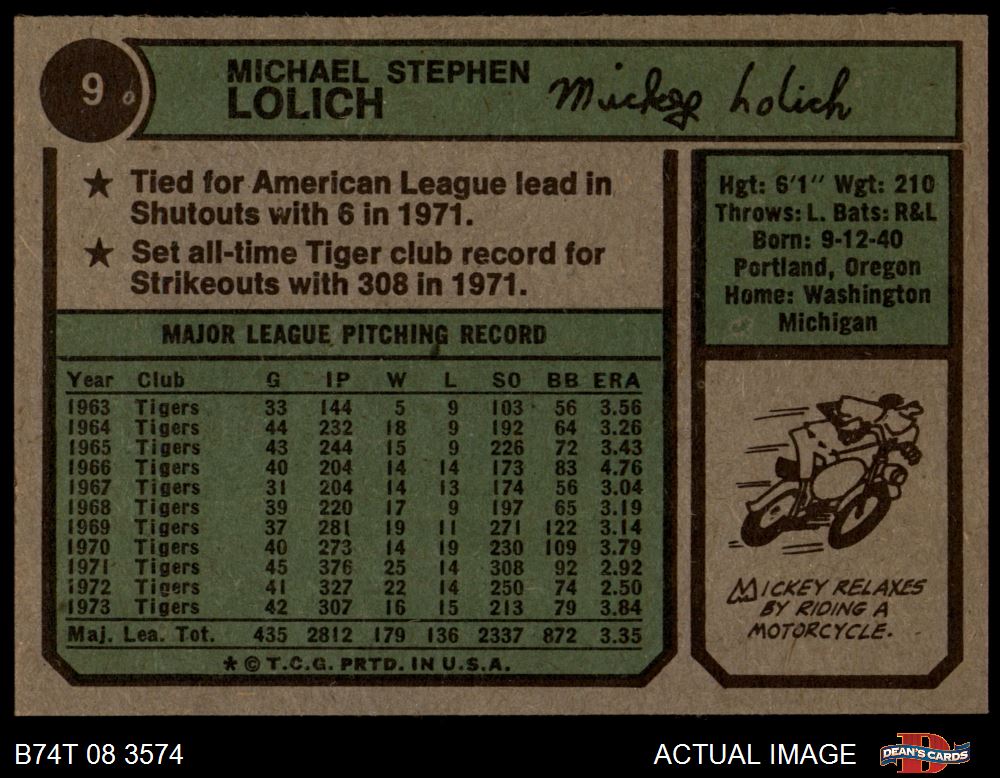 9
MICHAEL STEPHEN
LOLICH
Mickey Lolich
★ Tied for American League lead in
Shutouts with 6 in 1971.
★ Set all-time Tiger club record for
Strikeouts with 308 in 1971.
Hgt: 6'1" Wgt: 210
Throws: L. Bats: R&L
Born: 9-12-40
Portland, Oregon
Home: Washington
Michigan
MAJOR LEAGUE PITCHING RECORD
Year Club G IP W L SO BB ERA
1963 Tigers 33 144 5 9 103 56 3.56
1964 Tigers 44 232 18 9 192 64 3.26
1965 Tigers 43 244 15 9 226 72 3.43
1966 Tigers 40 204 14 14 173 83 4.76
1967 Tigers 31 204 14 13 174 56 3.04
1968 Tigers 39 220 17 9 197 65 3.19
1969 Tigers 37 281 19 11 271 122 3.14
1970 Tigers 40 273 14 19 230 109 3.79
1971 Tigers 45 376 25 14 308 92 2.92
1972 Tigers 41 327 22 14 250 74 2.50
1973 Tigers 42 307 16 15 213 79 3.84
Maj. Lea. Tot. 435 2812 179 136 2337 872 3.35
★ © T.C.G. PRTD. IN U.S.A.
MICKEY RELAXES
BY RIDING A
MOTORCYCLE.
B74T 08 3574
ACTUAL IMAGE
D
DEAN'S CARDS